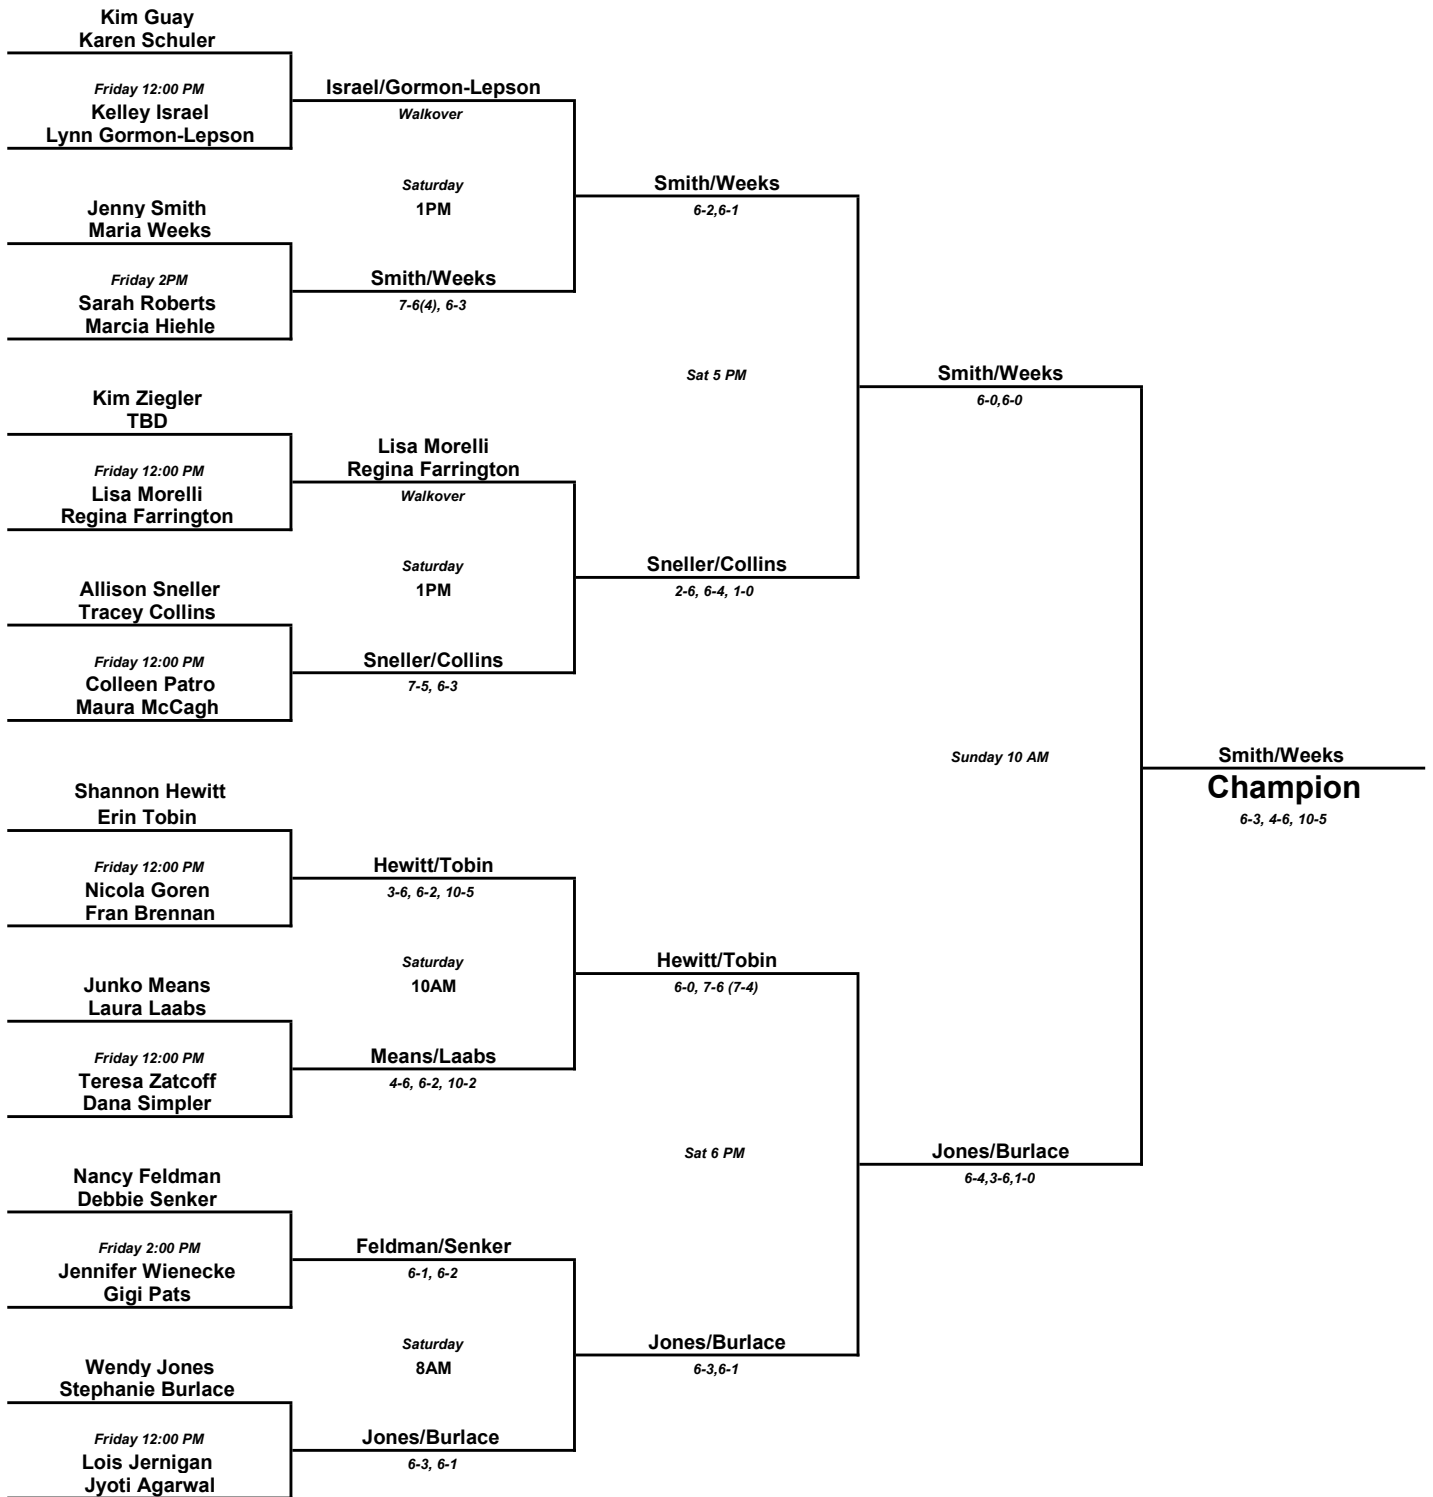 Kim Guay
Karen Schuler
Friday 12:00 PM
Kelley Israel
Lynn Gormon-Lepson
Jenny Smith
Maria Weeks
Friday 2PM
Sarah Roberts
Marcia Hiehle
Kim Ziegler
TBD
Friday 12:00 PM
Lisa Morelli
Regina Farrington
Allison Sneller
Tracey Collins
Friday 12:00 PM
Colleen Patro
Maura McCagh
Shannon Hewitt
Erin Tobin
Friday 12:00 PM
Nicola Goren
Fran Brennan
Junko Means
Laura Laabs
Friday 12:00 PM
Teresa Zatcoff
Dana Simpler
Nancy Feldman
Debbie Senker
Friday 2:00 PM
Jennifer Wienecke
Gigi Pats
Wendy Jones
Stephanie Burlace
Friday 12:00 PM
Lois Jernigan
Jyoti Agarwal
Israel/Gormon-Lepson
Walkover
Saturday
1PM
Smith/Weeks
7-6(4), 6-3
Lisa Morelli
Regina Farrington
Walkover
Saturday
1PM
Sneller/Collins
7-5, 6-3
Hewitt/Tobin
3-6, 6-2, 10-5
Saturday
10AM
Means/Laabs
4-6, 6-2, 10-2
Feldman/Senker
6-1, 6-2
Saturday
8AM
Jones/Burlace
6-3, 6-1
Smith/Weeks
6-2,6-1
Sat 5 PM
Sneller/Collins
2-6, 6-4, 1-0
Hewitt/Tobin
6-0, 7-6 (7-4)
Sat 6 PM
Jones/Burlace
6-3,6-1
Smith/Weeks
6-0,6-0
Sunday 10 AM
Jones/Burlace
6-4,3-6,1-0
Smith/Weeks
Champion
6-3, 4-6, 10-5